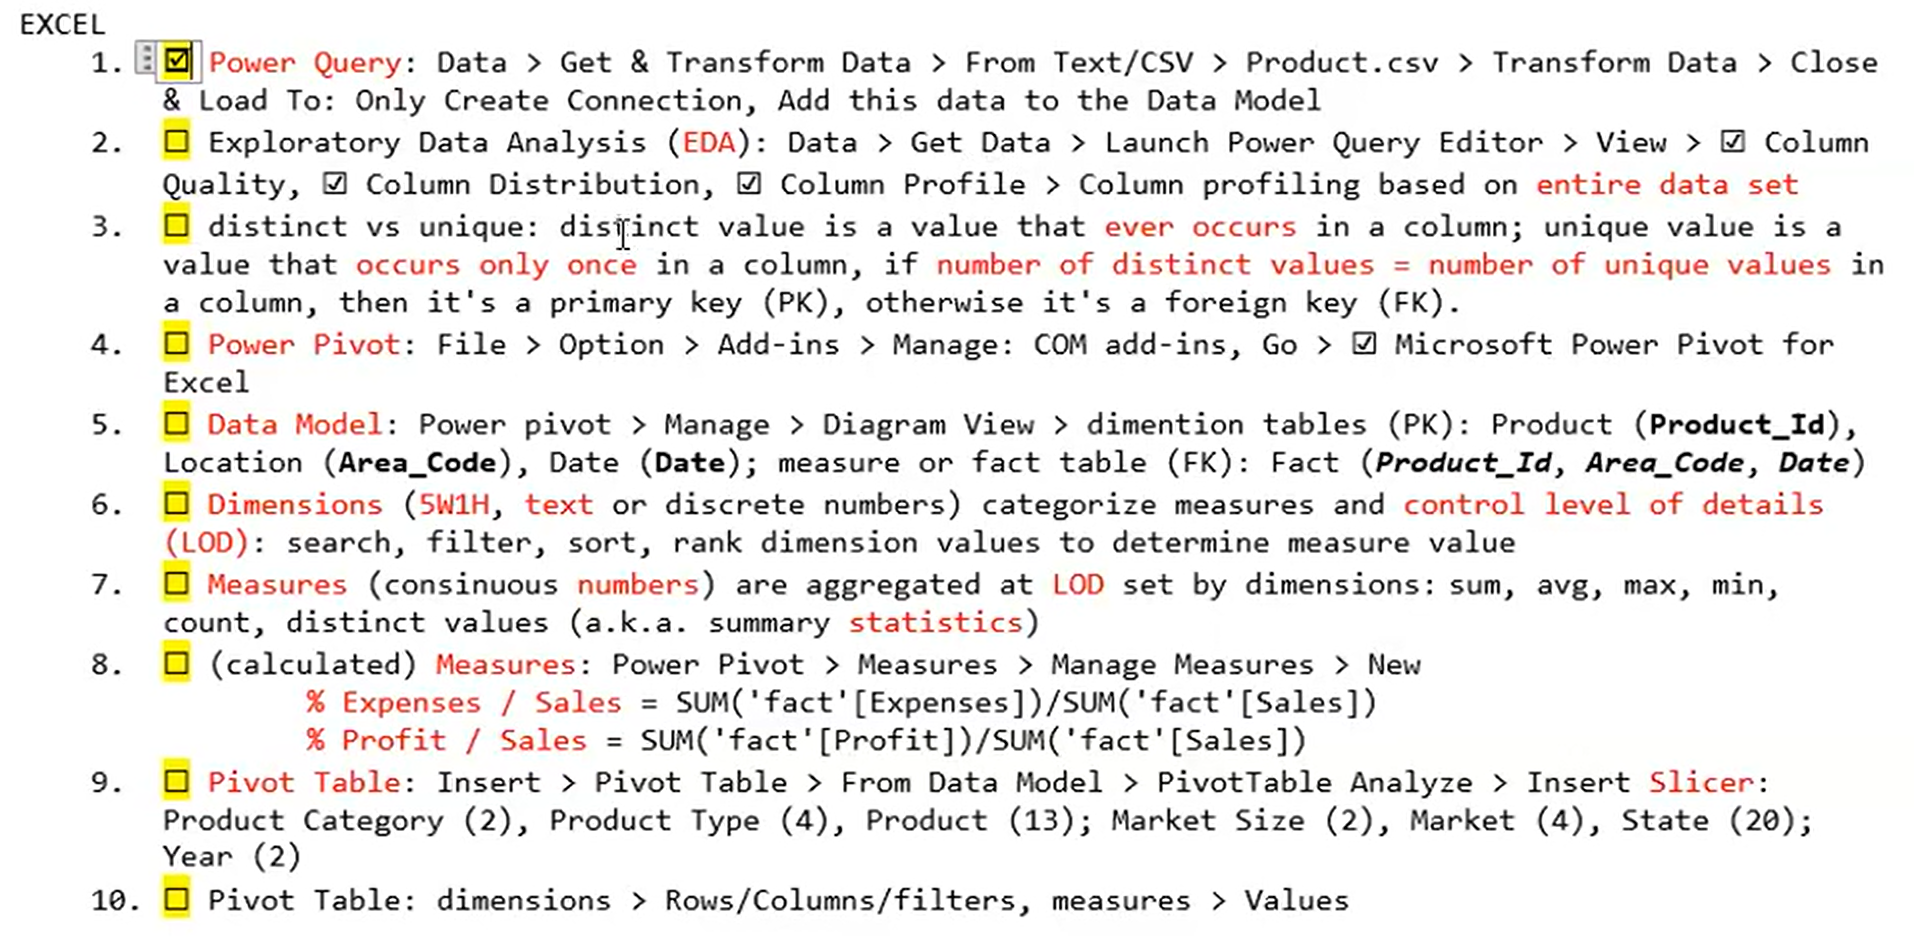 EXCEL
1. ☑ Power Query: Data > Get & Transform Data > From Text/CSV > Product.csv > Transform Data > Close
& Load To: Only Create Connection, Add this data to the Data Model
2. ☐ Exploratory Data Analysis (EDA): Data > Get Data > Launch Power Query Editor > View > ☑ Column
Quality, ☑ Column Distribution, ☑ Column Profile > Column profiling based on entire data set
3. ☐ distinct vs unique: distinct value is a value that ever occurs in a column; unique value is a
value that occurs only once in a column, if number of distinct values = number of unique values in
a column, then it's a primary key (PK), otherwise it's a foreign key (FK).
4. ☐ Power Pivot: File > Option > Add-ins > Manage: COM add-ins, Go > ☑ Microsoft Power Pivot for
Excel
5. ☐ Data Model: Power pivot > Manage > Diagram View > dimention tables (PK): Product (Product_Id),
Location (Area_Code), Date (Date); measure or fact table (FK): Fact (Product_Id, Area_Code, Date)
6. ☐ Dimensions (5W1H, text or discrete numbers) categorize measures and control level of details
(LOD): search, filter, sort, rank dimension values to determine measure value
7. ☐ Measures (consinuous numbers) are aggregated at LOD set by dimensions: sum, avg, max, min,
count, distinct values (a.k.a. summary statistics)
8. ☐ (calculated) Measures: Power Pivot > Measures > Manage Measures > New
% Expenses / Sales = SUM('fact'[Expenses])/SUM('fact'[Sales])
% Profit / Sales = SUM('fact'[Profit])/SUM('fact'[Sales])
9. ☐ Pivot Table: Insert > Pivot Table > From Data Model > PivotTable Analyze > Insert Slicer:
Product Category (2), Product Type (4), Product (13); Market Size (2), Market (4), State (20);
Year (2)
10. ☐ Pivot Table: dimensions > Rows/Columns/filters, measures > Values